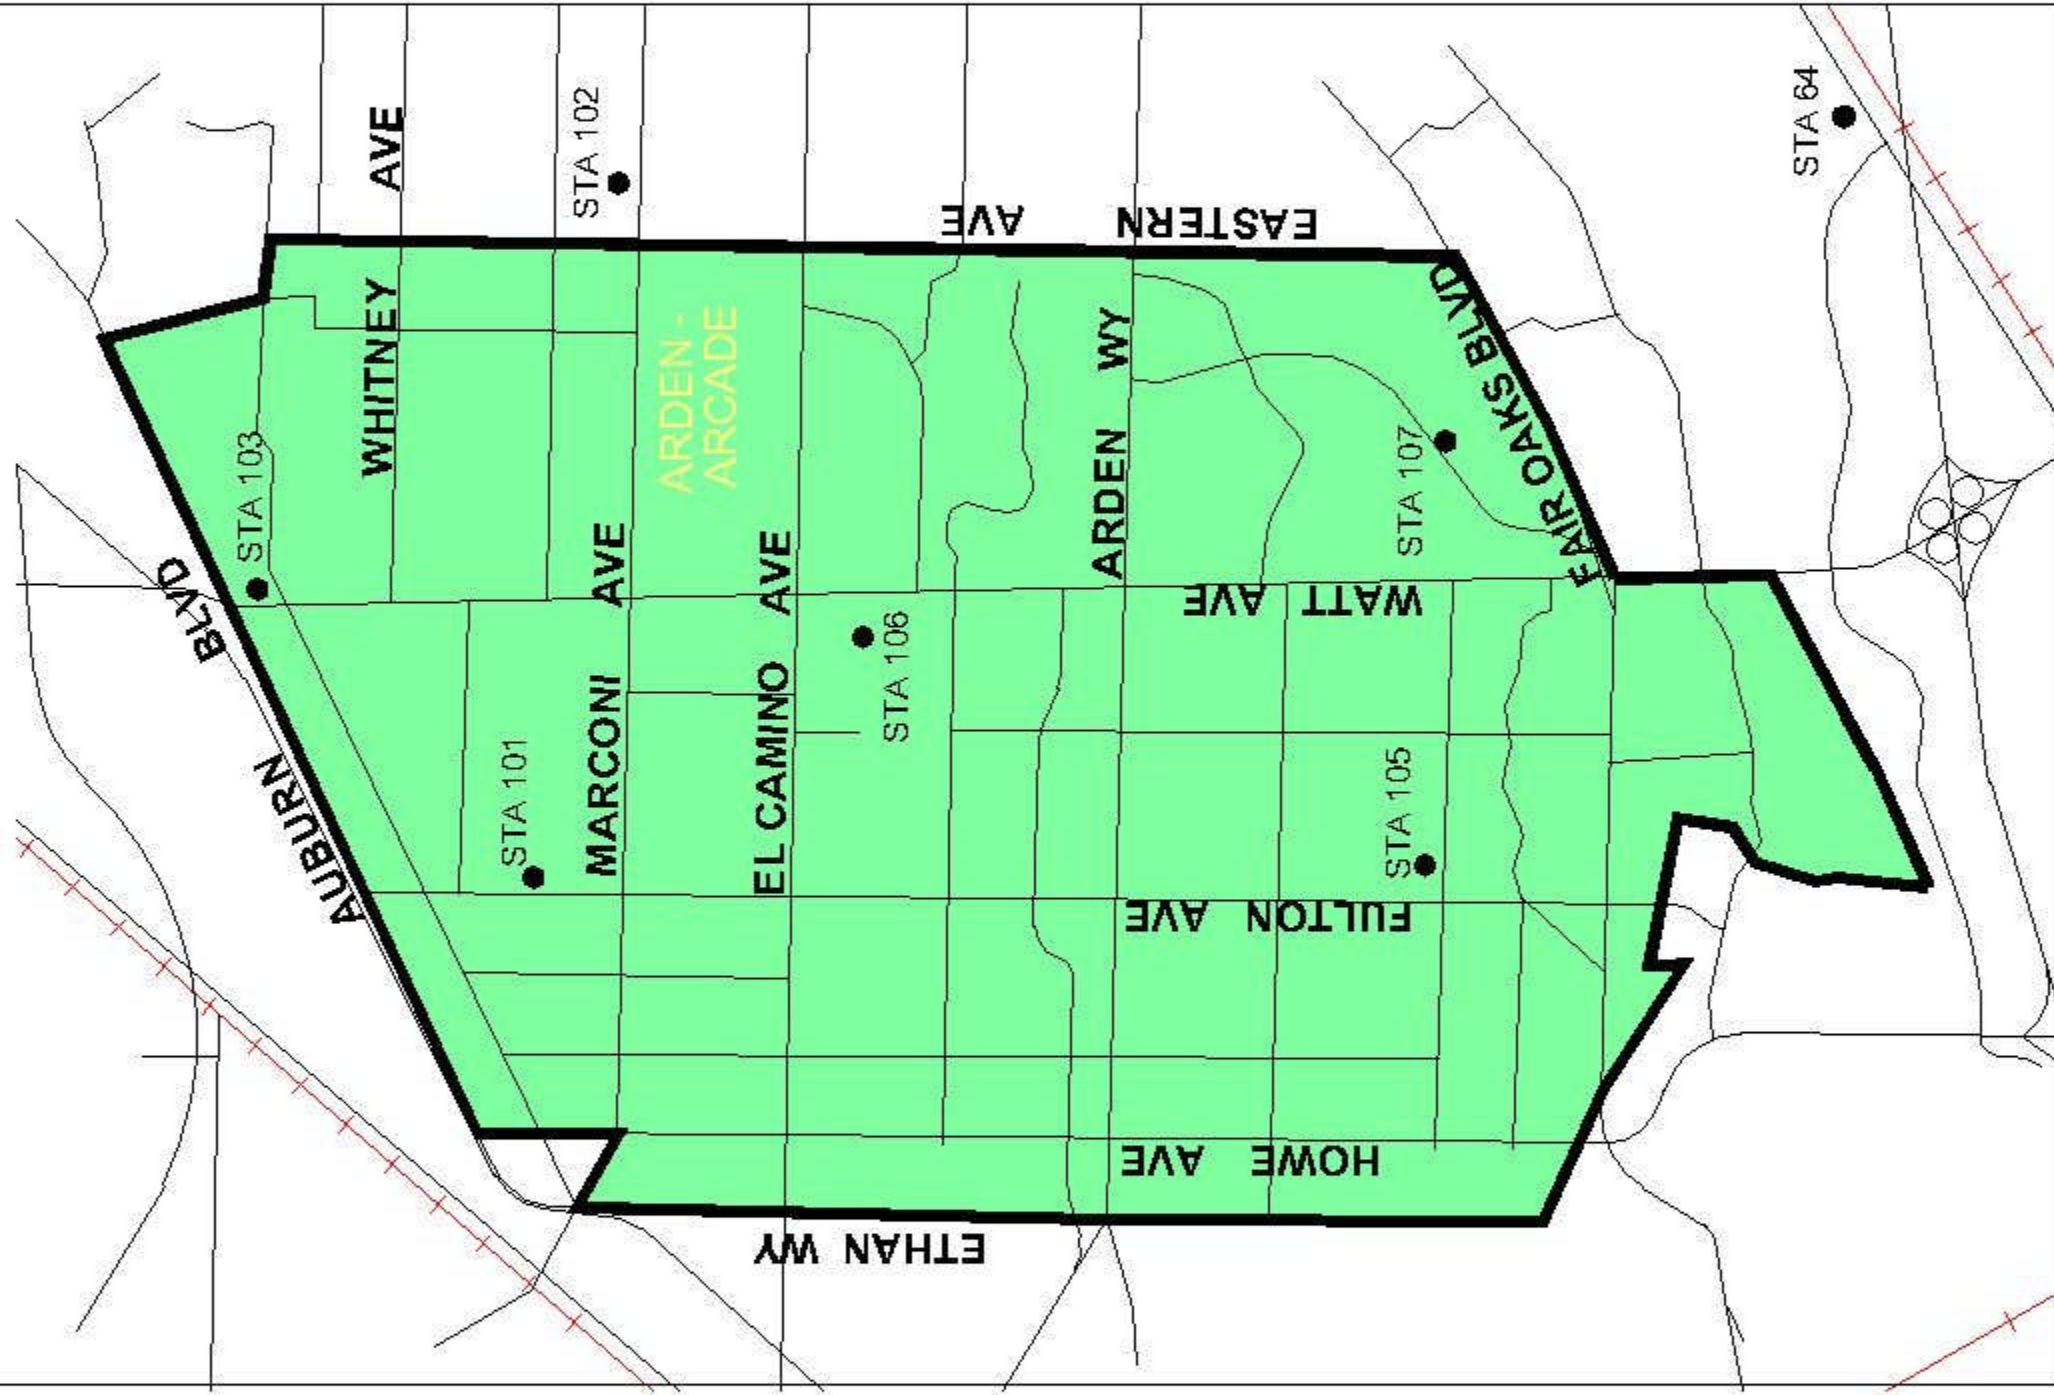 AUBURN BLVD
STA 103
WHITNEY AVE
STA 101
STA 102
MARCONI AVE
ARDEN -
ARCADE
EL CAMINO AVE
STA 106
ARDEN WY
EASTERN AVE
WATT AVE
FULTON AVE
HOWE AVE
ETHAN WY
STA 107
STA 105
FAIR OAKS BLVD
STA 64